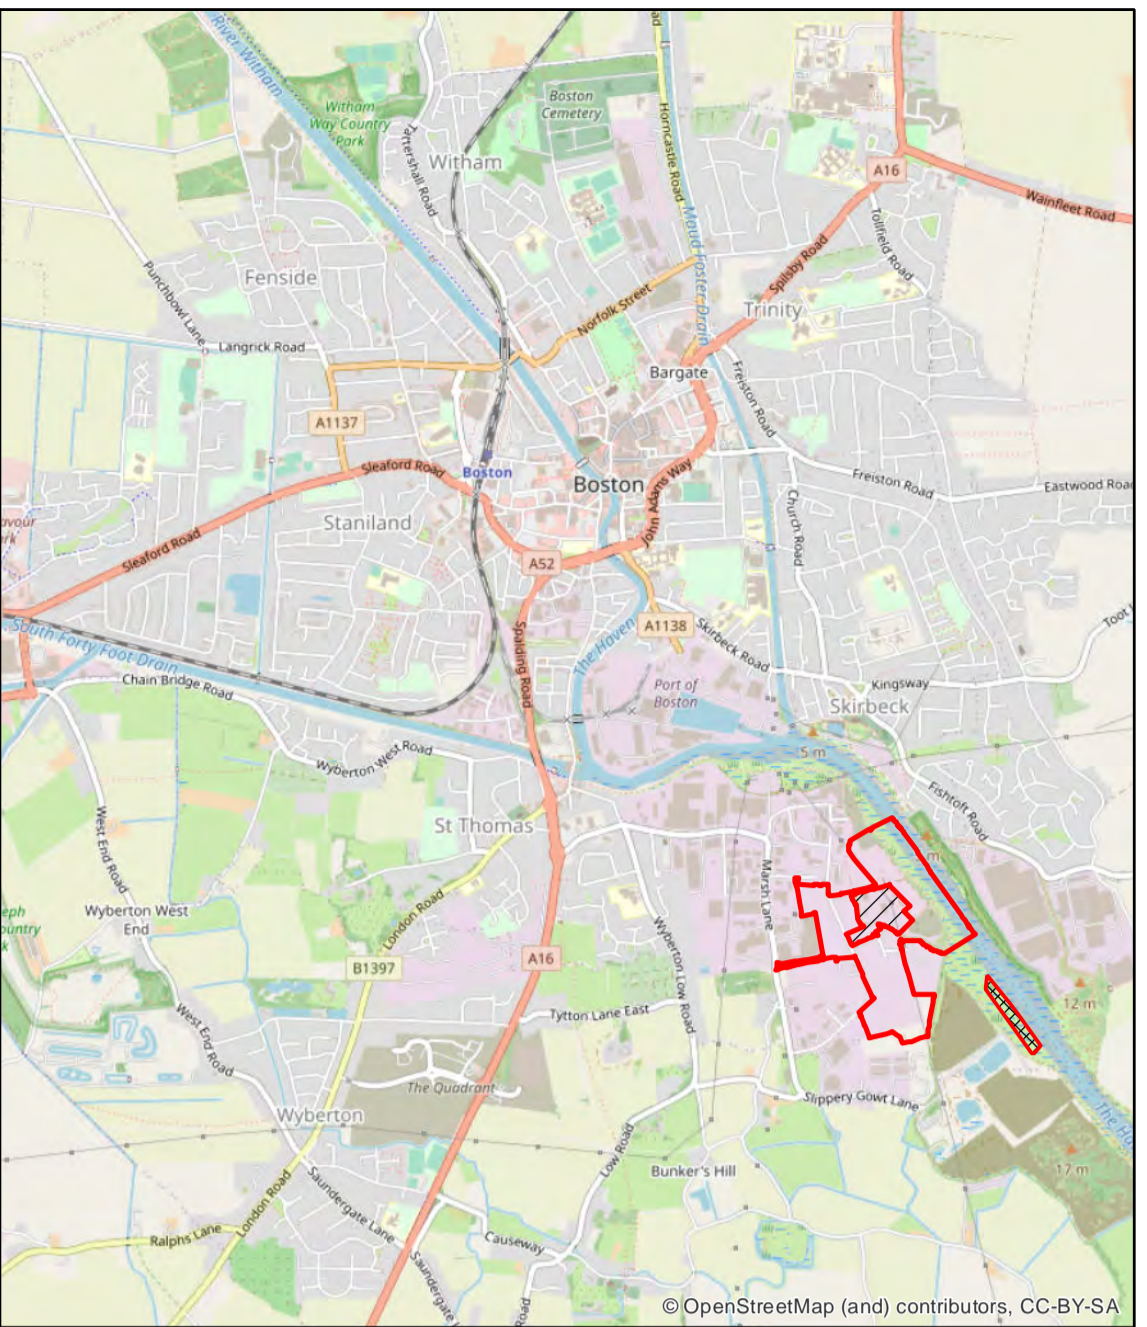 River Witham
Witham
Way Country
Park
Tattershall Road
Witham
Boston
Cemetery
Horncastle Road
Maud Foster Drain
A16
Wainfleet Road
Tollfield Road
Spilsby Road
Punchbowl Lane
Fenside
Norfolk Street
Trinity
Langrick Road
Bargate
Freiston Road
A1137
Sleaford Road
Boston
Boston
John Adams Way
Freiston Road
Eastwood Road
Staniland
Church Road
Sleaford Road
A52
South Forty Foot Drain
Spalding Road
The Haven
A1138
Skirbeck Road
Chain Bridge Road
Port of
Boston
Kingsway
Skirbeck
5 m
Wyberton West Road
Fishtoft Road
West End Road
St Thomas
m
Marsh Lane
Wyberton West
End
London Road
Wyberton Low Road
B1397
A16
12 m
West End Road
Tytton Lane East
The Quadrant
Slippery Gowt Lane
Wyberton
Low Road
Bunker's Hill
17 m
London Road
Saundergate Lane
Ralphs Lane
Causeway
© OpenStreetMap (and) contributors, CC-BY-SA